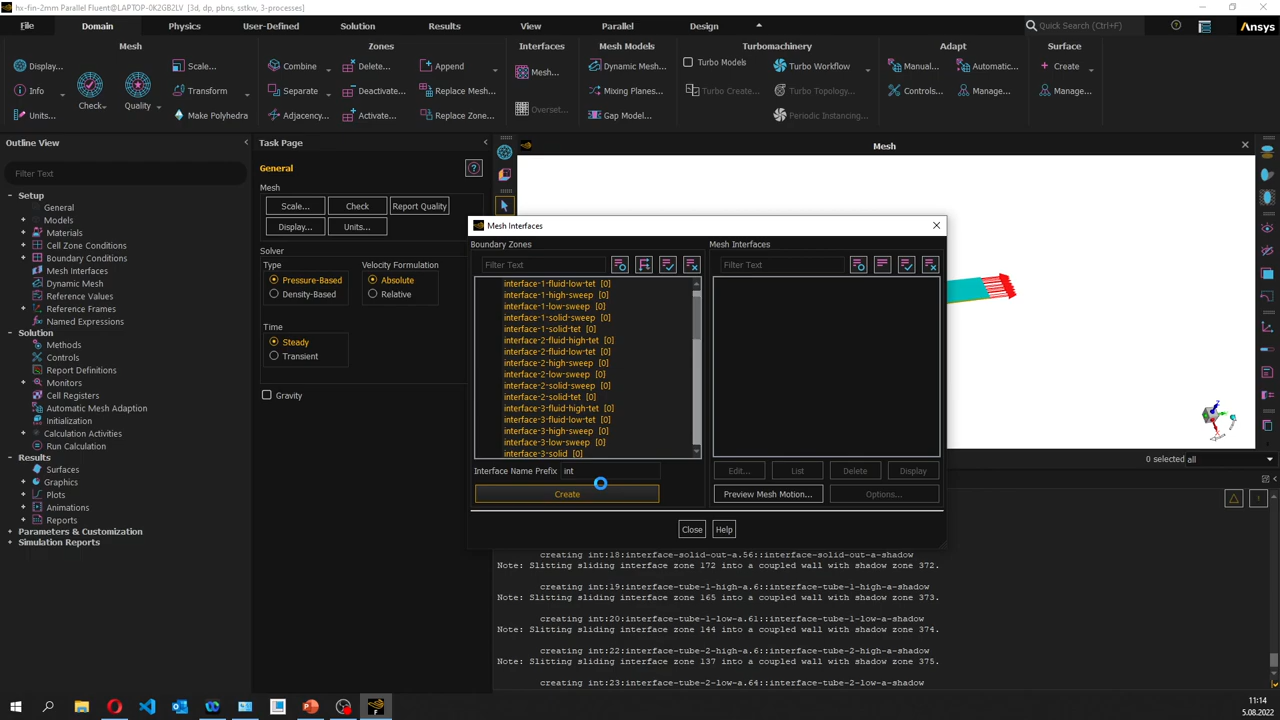 hx-fin-2mm Parallel Fluent@LAPTOP-0K2GB2LV [3d, dp, pbns, sstkw, 3-processes]
File Domain Physics User-Defined Solution Results View Parallel Design Quick Search (Ctrl+F) Ansys
Mesh Zones Interfaces Mesh Models Turbomachinery Adapt Surface
Display... Scale... Combine Delete... Append Mesh... Dynamic Mesh... Turbo Models Turbo Workflow Manual... Automatic... Create
Info Check Quality Transform Separate Deactivate... Replace Mesh... Mixing Planes... Turbo Create... Turbo Topology... Controls... Manage... Manage...
Units... Make Polyhedra Adjacency... Activate... Replace Zone... Overset... Gap Model... Periodic Instancing...
Outline View
Filter Text
Setup
General
Models
Materials
Cell Zone Conditions
Boundary Conditions
Mesh Interfaces
Dynamic Mesh
Reference Values
Reference Frames
Named Expressions
Solution
Methods
Controls
Report Definitions
Monitors
Cell Registers
Automatic Mesh Adaption
Initialization
Calculation Activities
Run Calculation
Results
Surfaces
Graphics
Plots
Animations
Reports
Parameters & Customization
Simulation Reports
Task Page
General
Mesh
Scale... Check Report Quality
Display... Units...
Solver
Type Velocity Formulation
Pressure-Based Absolute
Density-Based Relative
Time
Steady
Transient
Gravity
Mesh
Mesh Interfaces
Boundary Zones Mesh Interfaces
Filter Text Filter Text
interface-1-fluid-low-tet [0]
interface-1-high-sweep [0]
interface-1-low-sweep [0]
interface-1-solid-sweep [0]
interface-1-solid-tet [0]
interface-2-fluid-high-tet [0]
interface-2-fluid-low-tet [0]
interface-2-high-sweep [0]
interface-2-low-sweep [0]
interface-2-solid-sweep [0]
interface-2-solid-tet [0]
interface-3-fluid-high-tet [0]
interface-3-fluid-low-tet [0]
interface-3-high-sweep [0]
interface-3-low-sweep [0]
interface-3-solid [0]
Interface Name Prefix int
Create
Edit... List Delete Display
Preview Mesh Motion... Options...
Close Help
0 selected all
creating int:18:interface-solid-out-a.56::interface-solid-out-a-shadow
Note: Slitting sliding interface zone 172 into a coupled wall with shadow zone 372.
creating int:19:interface-tube-1-high-a.6::interface-tube-1-high-a-shadow
Note: Slitting sliding interface zone 165 into a coupled wall with shadow zone 373.
creating int:20:interface-tube-1-low-a.61::interface-tube-1-low-a-shadow
Note: Slitting sliding interface zone 144 into a coupled wall with shadow zone 374.
creating int:22:interface-tube-2-high-a.6::interface-tube-2-high-a-shadow
Note: Slitting sliding interface zone 137 into a coupled wall with shadow zone 375.
creating int:23:interface-tube-2-low-a.64::interface-tube-2-low-a-shadow
11:14
5.08.2022